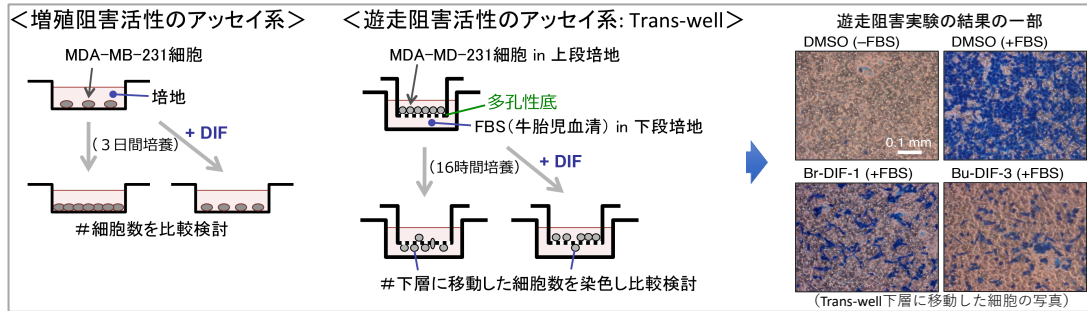 ＜増殖阻害活性のアッセイ系＞
MDA-MB-231細胞
培地
(３日間培養)
+ DIF
＃細胞数を比較検討
＜遊走阻害活性のアッセイ系: Trans-well＞
MDA-MD-231細胞 in 上段培地
多孔性底
FBS（牛胎児血清） in 下段培地
(16時間培養)
+ DIF
＃下層に移動した細胞数を染色し比較検討
遊走阻害実験の結果の一部
DMSO (–FBS)
DMSO (+FBS)
0.1 mm
Br-DIF-1 (+FBS)
Bu-DIF-3 (+FBS)
（Trans-well下層に移動した細胞の写真）